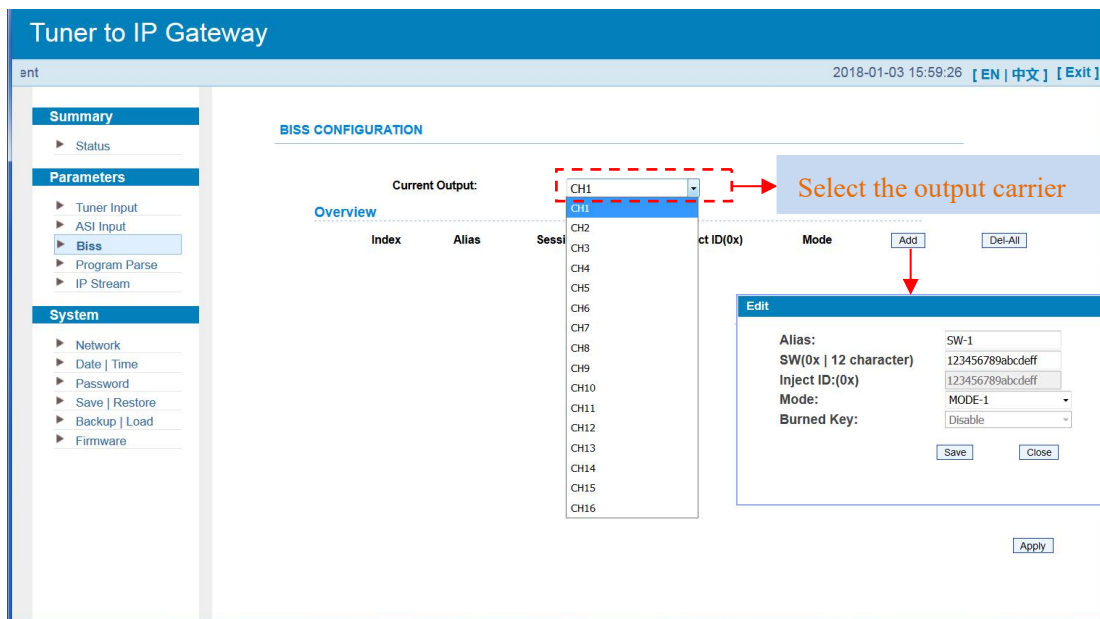 Tuner to IP Gateway
ent 2018-01-03 15:59:26 [ EN | 中文 ] [ Exit ]
Summary
Status
Parameters
Tuner Input
ASI Input
Biss
Program Parse
IP Stream
System
Network
Date | Time
Password
Save | Restore
Backup | Load
Firmware
BISS CONFIGURATION
Current Output: CH1
Select the output carrier
Overview
Index Alias Sessi ct ID(0x) Mode Add Del-All
CH1
CH2
CH3
CH4
CH5
CH6
CH7
CH8
CH9
CH10
CH11
CH12
CH13
CH14
CH15
CH16
Edit
Alias: SW-1
SW(0x | 12 character) 123456789abcdeff
Inject ID:(0x) 123456789abcdeff
Mode: MODE-1
Burned Key: Disable
Save Close
Apply